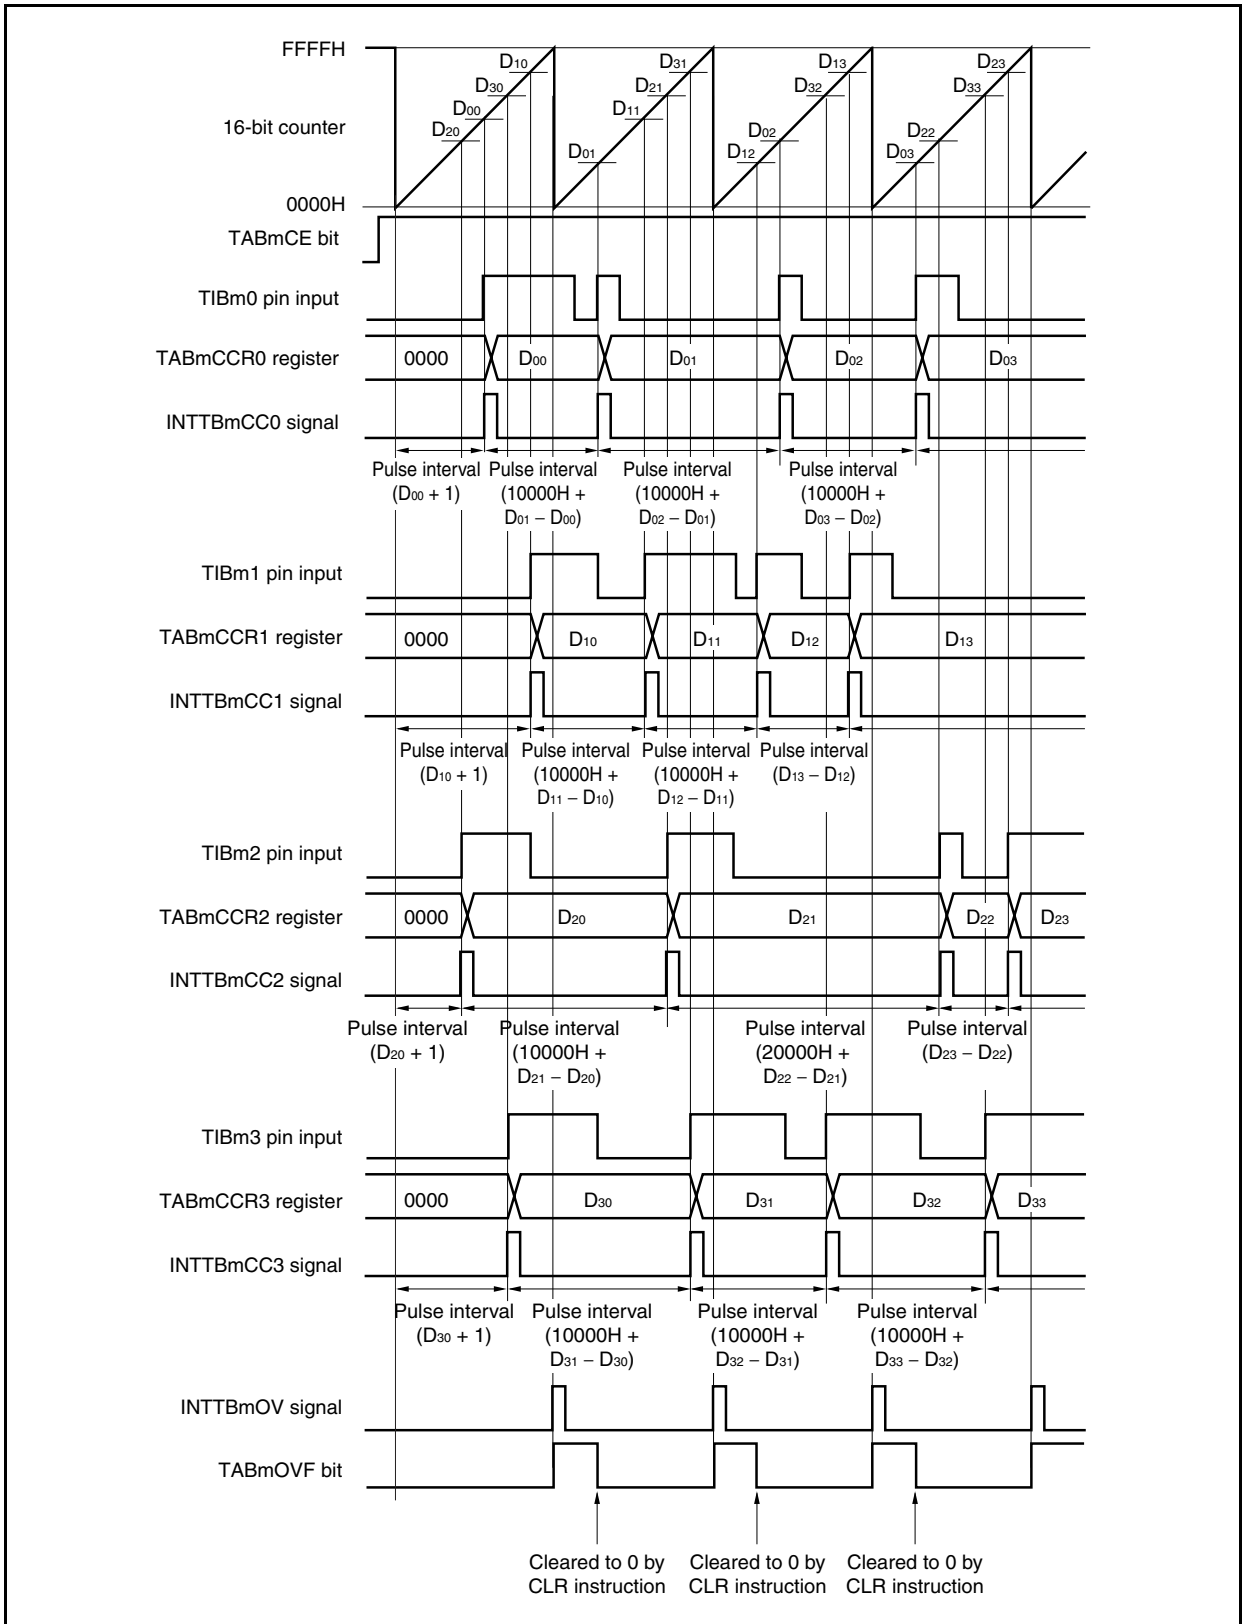 FFFFH
16-bit counter
0000H
D20
D00
D30
D10
D01
D11
D21
D31
D12
D02
D32
D13
D03
D22
D33
D23
TABmCE bit
TIBm0 pin input
TABmCCR0 register
0000
D00
D01
D02
D03
INTTBmCC0 signal
Pulse interval
(D00 + 1)
Pulse interval
(10000H +
D01 – D00)
Pulse interval
(10000H +
D02 – D01)
Pulse interval
(10000H +
D03 – D02)
TIBm1 pin input
TABmCCR1 register
0000
D10
D11
D12
D13
INTTBmCC1 signal
Pulse interval
(D10 + 1)
Pulse interval
(10000H +
D11 – D10)
Pulse interval
(10000H +
D12 – D11)
Pulse interval
(D13 – D12)
TIBm2 pin input
TABmCCR2 register
0000
D20
D21
D22
D23
INTTBmCC2 signal
Pulse interval
(D20 + 1)
Pulse interval
(10000H +
D21 – D20)
Pulse interval
(20000H +
D22 – D21)
Pulse interval
(D23 – D22)
TIBm3 pin input
TABmCCR3 register
0000
D30
D31
D32
D33
INTTBmCC3 signal
Pulse interval
(D30 + 1)
Pulse interval
(10000H +
D31 – D30)
Pulse interval
(10000H +
D32 – D31)
Pulse interval
(10000H +
D33 – D32)
INTTBmOV signal
TABmOVF bit
Cleared to 0 by
CLR instruction
Cleared to 0 by
CLR instruction
Cleared to 0 by
CLR instruction